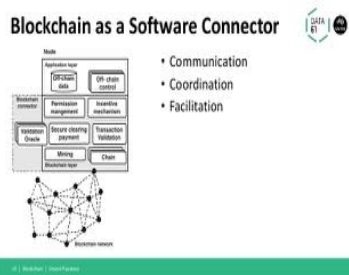 Blockchain as a Software Connector
DATA
61
Node
Application layer
Off-chain
data
Off- chain
control
Blockchain
connector
Permission
mangement
Incentive
mechanism
Validation
Oracle
Secure clearing
payment
Transaction
Validation
Mining
Chain
Blockchain layer
Blockchain network
• Communication
• Coordination
• Facilitation